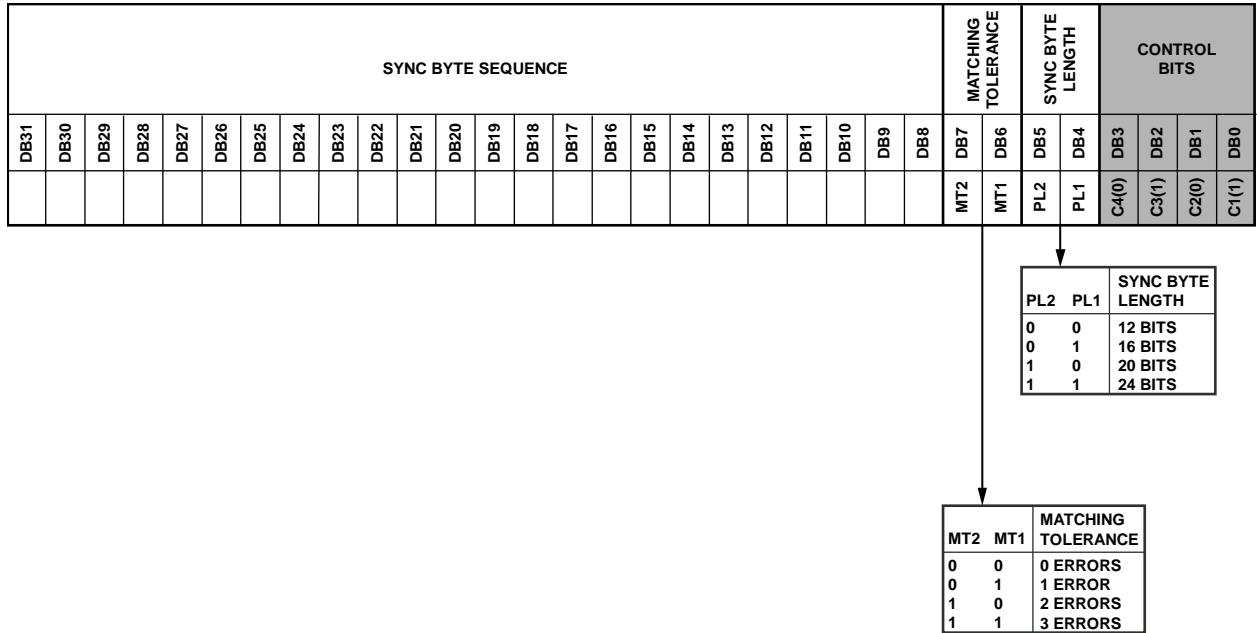 SYNC BYTE SEQUENCE
MATCHING
TOLERANCE
SYNC BYTE
LENGTH
CONTROL
BITS
DB31 DB30 DB29 DB28 DB27 DB26 DB25 DB24 DB23 DB22 DB21 DB20 DB19 DB18 DB17 DB16 DB15 DB14 DB13 DB12 DB11 DB10 DB9 DB8 DB7 DB6 DB5 DB4 DB3 DB2 DB1 DB0
MT2 MT1 PL2 PL1 C4(0) C3(1) C2(0) C1(1)
SYNC BYTE
PL2 PL1 LENGTH
0 0 12 BITS
0 1 16 BITS
1 0 20 BITS
1 1 24 BITS
MATCHING
MT2 MT1 TOLERANCE
0 0 0 ERRORS
0 1 1 ERROR
1 0 2 ERRORS
1 1 3 ERRORS